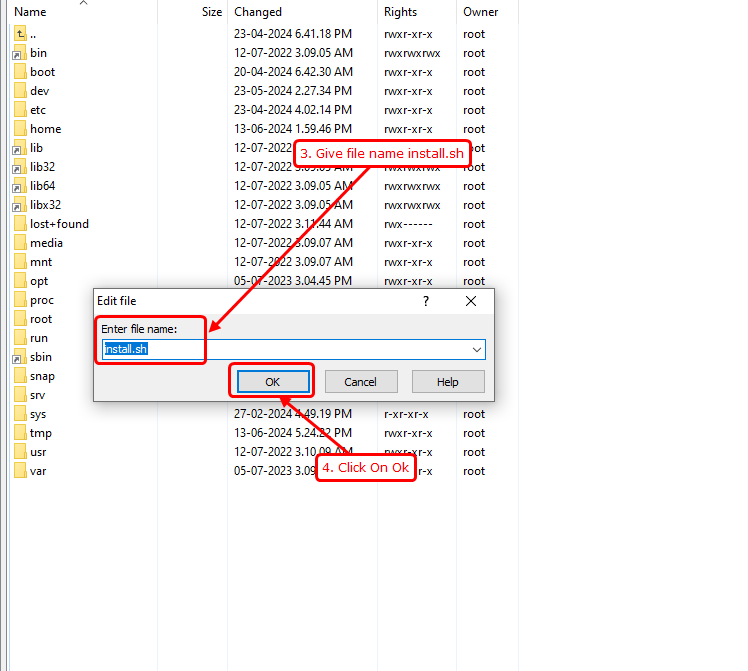 Name Size Changed Rights Owner
.. 23-04-2024 6.41.18 PM rwxr-xr-x root
bin 12-07-2022 3.09.05 AM rwxrwxrwx root
boot 20-04-2024 6.42.30 AM rwxr-xr-x root
dev 23-05-2024 2.27.34 PM rwxr-xr-x root
etc 23-04-2024 4.02.14 PM rwxr-xr-x root
home 13-06-2024 1.59.46 PM rwxr-xr-x root
lib 12-07-2022
3. Give file name install.sh
lib32 12-07-2022 3.09.05 AM rwxrwxrwx root
lib64 12-07-2022 3.09.05 AM rwxrwxrwx root
libx32 12-07-2022 3.09.05 AM rwxrwxrwx root
lost+found 12-07-2022 3.11.44 AM rwx------ root
media 12-07-2022 3.09.07 AM rwxr-xr-x root
mnt 12-07-2022 3.09.07 AM rwxr-xr-x root
opt 05-07-2023 3.04.45 PM rwxr-xr-x root
proc
Edit file ?
root
Enter file name:
run
install.sh
sbin
snap
OK Cancel Help
srv
sys 27-02-2024 4.49.19 PM r-xr-xr-x root
tmp 13-06-2024 5.24.22 PM rwxr-xr-x root
usr 12-07-2022 3.10.09 AM rwxr-xr-x root
var 05-07-2023 3.09 r-x root
4. Click On Ok